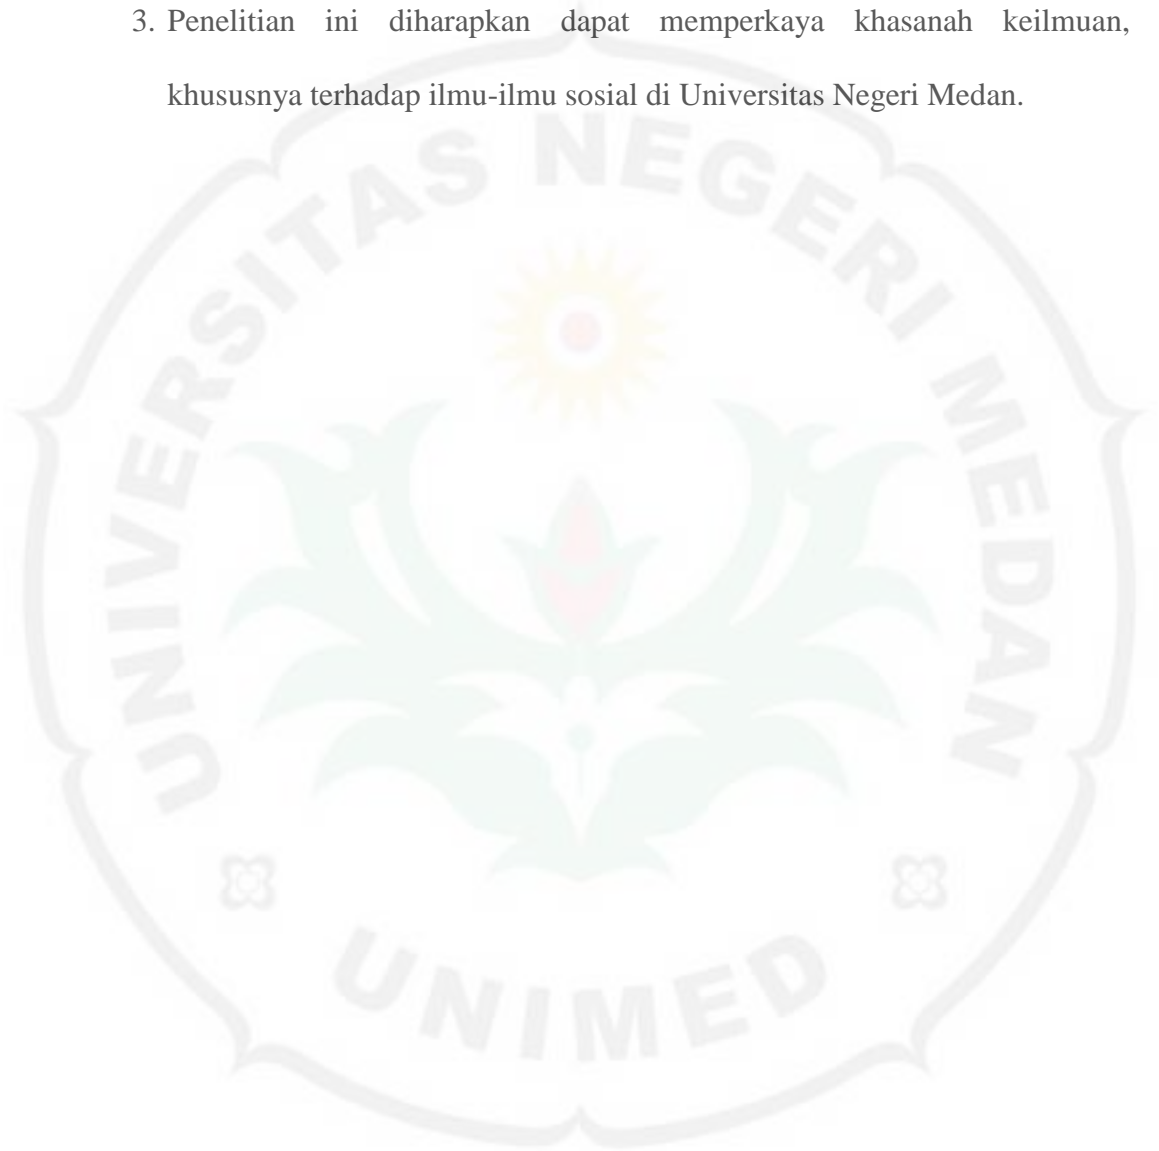 3. Penelitian ini diharapkan dapat memperkaya khasanah keilmuan,
khususnya terhadap ilmu-ilmu sosial di Universitas Negeri Medan.
UNIVERSITAS NEGERI MEDAN
UNIMED